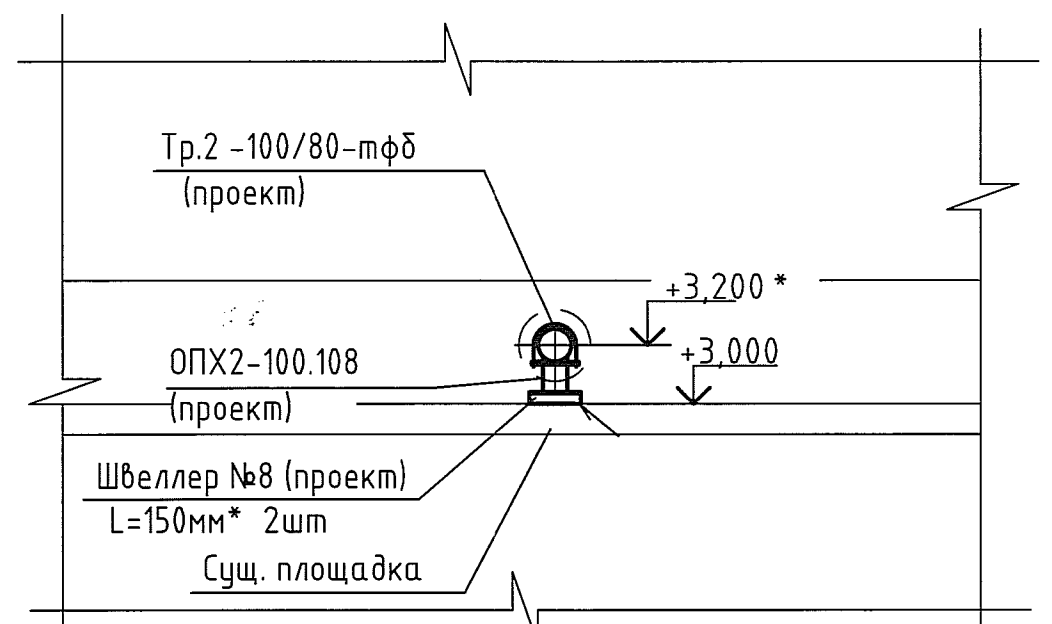 Тр.2 -100/80-тфб
(проект)
+3,200 *
+3,000
ОПХ2-100.108
(проект)
Швеллер №8 (проект)
L=150мм* 2шт
Сущ. площадка